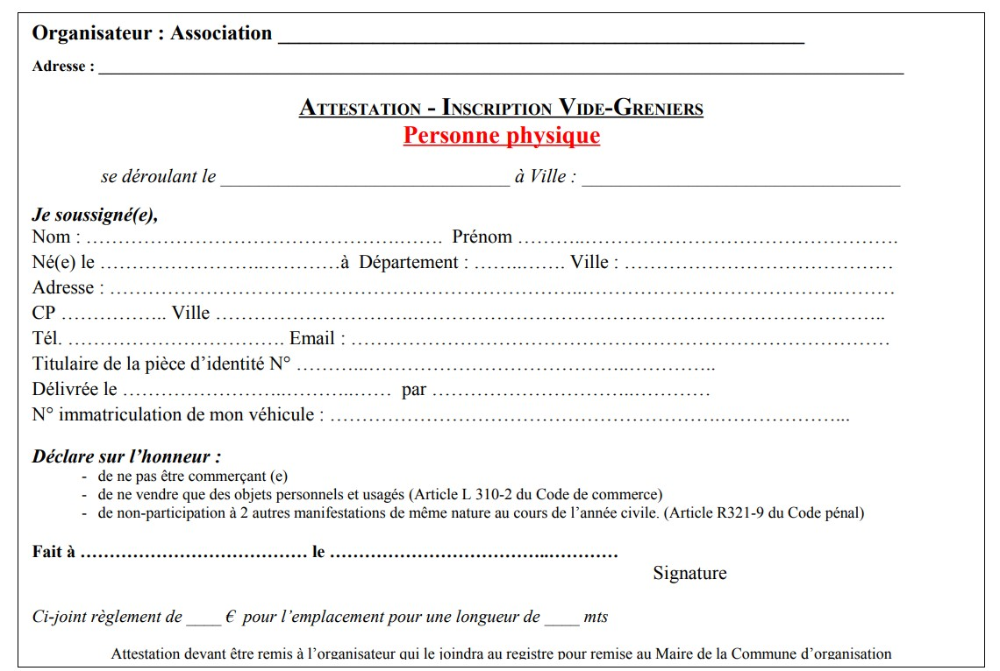 Organisateur : Association ___________________________________________________
Adresse : ___________________________________________________________________________________________________
ATTESTATION - INSCRIPTION VIDE-GRENIERS
Personne physique
se déroulant le ______________________________ à Ville : _________________________________
Je soussigné(e),
Nom : ………………………………………….……. Prénom ………..………………………………………….
Né(e) le …………………..…………à Département : ……..……. Ville : ……………………………………
Adresse : ………………………………………………………………..………………………………..………
CP …………….. Ville …………………………………………………………………………………………..
Tél. ……………………………. Email : …………………………………………………………………………
Titulaire de la pièce d’identité N° ………..…………………………………..…………..
Délivrée le ………………….………..…… par …………………………..…………
N° immatriculation de mon véhicule : …………………………………………………….………………...
Déclare sur l’honneur :
- de ne pas être commerçant (e)
- de ne vendre que des objets personnels et usagés (Article L 310-2 du Code de commerce)
- de non-participation à 2 autres manifestations de même nature au cours de l’année civile. (Article R321-9 du Code pénal)
Fait à ………………………………… le ………………………………...…………
Signature
Ci-joint règlement de ____ € pour l’emplacement pour une longueur de ____ mts
Attestation devant être remis à l’organisateur qui le joindra au registre pour remise au Maire de la Commune d’organisation